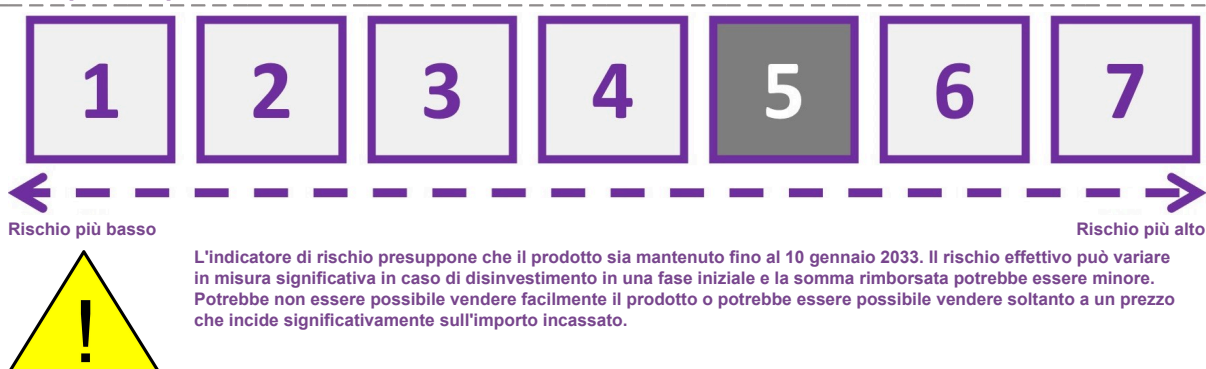 1 2 3 4 5 6 7
Rischio più basso Rischio più alto
L'indicatore di rischio presuppone che il prodotto sia mantenuto fino al 10 gennaio 2033. Il rischio effettivo può variare
in misura significativa in caso di disinvestimento in una fase iniziale e la somma rimborsata potrebbe essere minore.
Potrebbe non essere possibile vendere facilmente il prodotto o potrebbe essere possibile vendere soltanto a un prezzo
che incide significativamente sull'importo incassato.
!